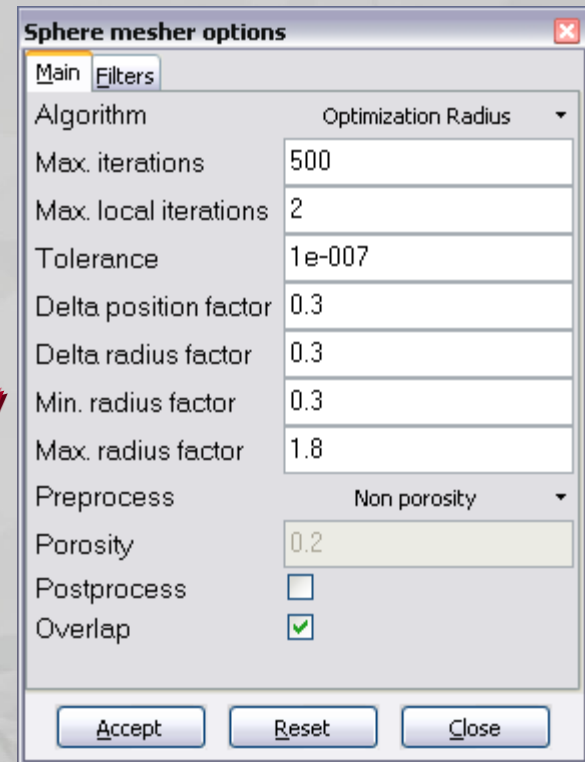 Sphere mesher options
Main Filters
Algorithm Optimization Radius
Max. iterations 500
Max. local iterations 2
Tolerance 1e-007
Delta position factor 0.3
Delta radius factor 0.3
Min. radius factor 0.3
Max. radius factor 1.8
Preprocess Non porosity
Porosity 0.2
Postprocess
Overlap
Accept Reset Close